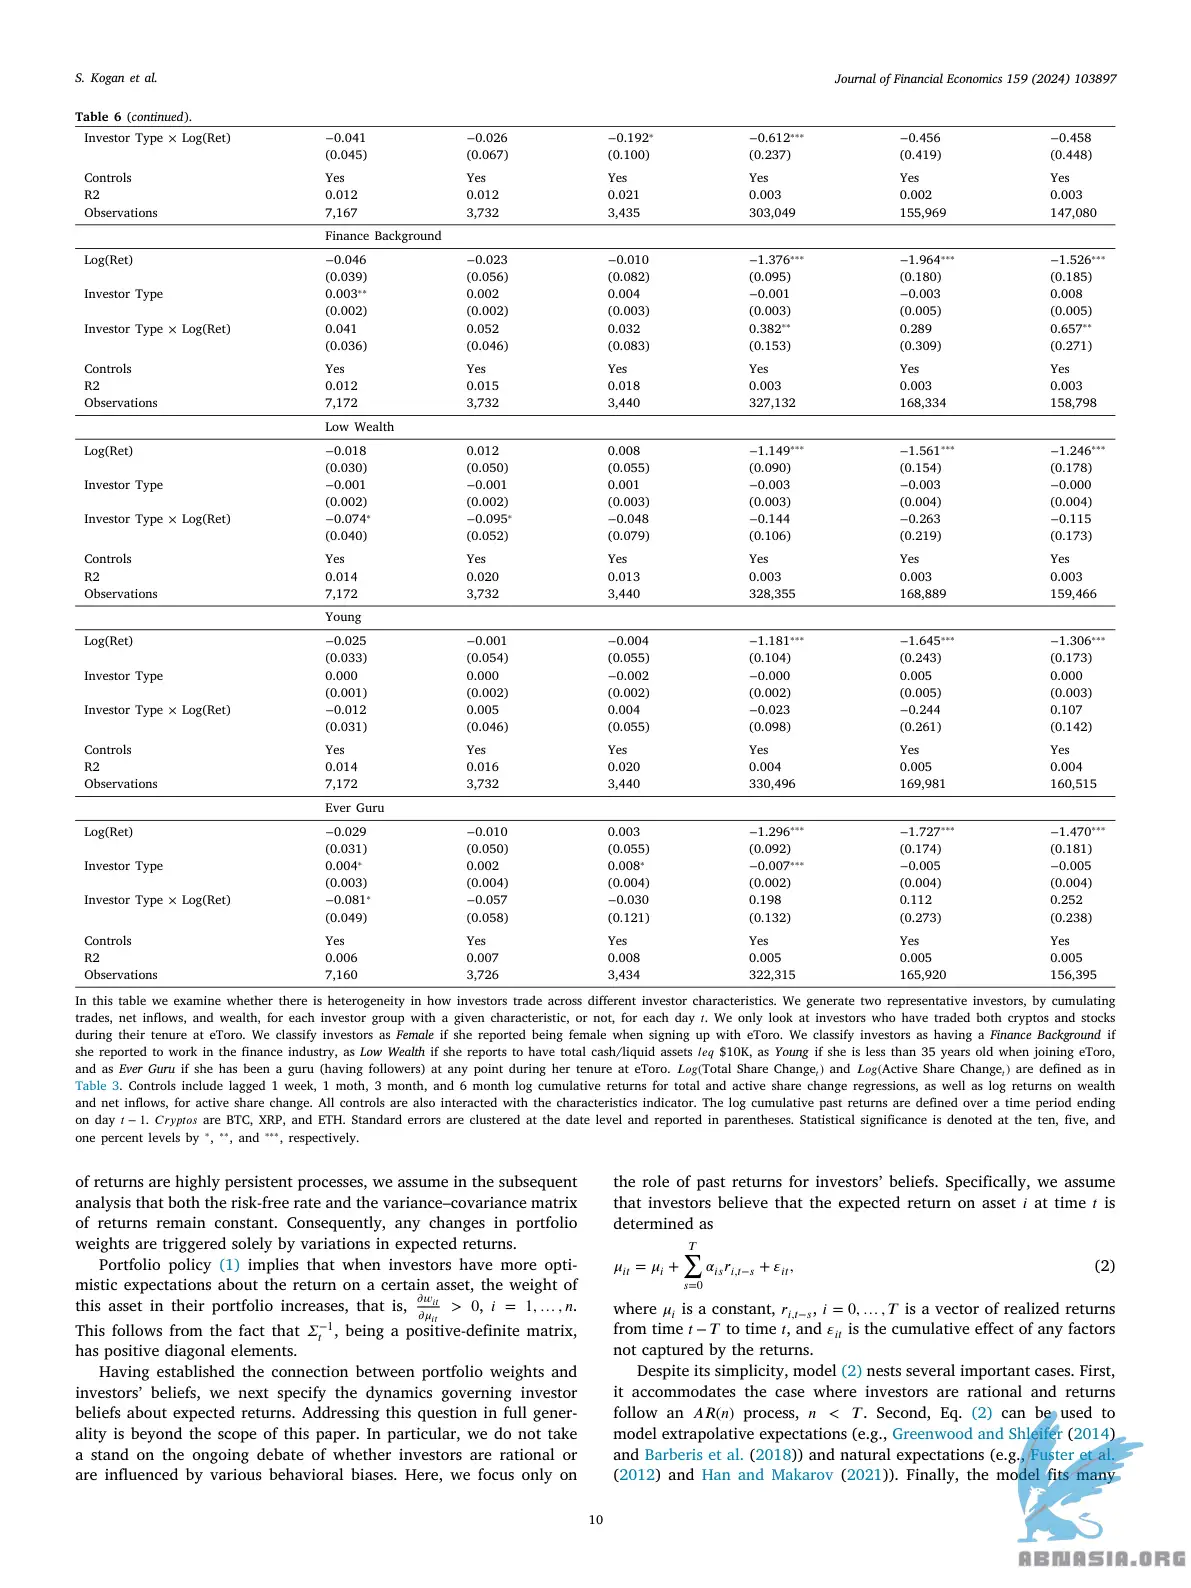 S. Kogan et al.
Journal of Financial Economics 159 (2024) 103897
Table 6 (continued).
Investor Type × Log(Ret) −0.041 −0.026 −0.192* −0.612*** −0.456 −0.458
(0.045) (0.067) (0.100) (0.237) (0.419) (0.448)
Controls Yes Yes Yes Yes Yes Yes
R2 0.012 0.012 0.021 0.003 0.002 0.003
Observations 7,167 3,732 3,435 303,049 155,969 147,080
Finance Background
Log(Ret) −0.046 −0.023 −0.010 −1.376*** −1.964*** −1.526***
(0.039) (0.056) (0.082) (0.095) (0.180) (0.185)
Investor Type 0.003** 0.002 0.004 −0.001 −0.003 0.008
(0.002) (0.002) (0.003) (0.003) (0.005) (0.005)
Investor Type × Log(Ret) 0.041 0.052 0.032 0.382** 0.289 0.657**
(0.036) (0.046) (0.083) (0.153) (0.309) (0.271)
Controls Yes Yes Yes Yes Yes Yes
R2 0.012 0.015 0.018 0.003 0.003 0.003
Observations 7,172 3,732 3,440 327,132 168,334 158,798
Low Wealth
Log(Ret) −0.018 0.012 0.008 −1.149*** −1.561*** −1.246***
(0.030) (0.050) (0.055) (0.090) (0.154) (0.178)
Investor Type −0.001 −0.001 0.001 −0.003 −0.003 −0.000
(0.002) (0.002) (0.003) (0.003) (0.004) (0.004)
Investor Type × Log(Ret) −0.074* −0.095* −0.048 −0.144 −0.263 −0.115
(0.040) (0.052) (0.079) (0.106) (0.219) (0.173)
Controls Yes Yes Yes Yes Yes Yes
R2 0.014 0.020 0.013 0.003 0.003 0.003
Observations 7,172 3,732 3,440 328,355 168,889 159,466
Young
Log(Ret) −0.025 −0.001 −0.004 −1.181*** −1.645*** −1.306***
(0.033) (0.054) (0.055) (0.104) (0.243) (0.173)
Investor Type 0.000 0.000 −0.002 −0.000 0.005 0.000
(0.001) (0.002) (0.002) (0.002) (0.005) (0.003)
Investor Type × Log(Ret) −0.012 0.005 0.004 −0.023 −0.244 0.107
(0.031) (0.046) (0.055) (0.098) (0.261) (0.142)
Controls Yes Yes Yes Yes Yes Yes
R2 0.014 0.016 0.020 0.004 0.005 0.004
Observations 7,172 3,732 3,440 330,496 169,981 160,515
Ever Guru
Log(Ret) −0.029 −0.010 0.003 −1.296*** −1.727*** −1.470***
(0.031) (0.050) (0.055) (0.092) (0.174) (0.181)
Investor Type 0.004* 0.002 0.008* −0.007*** −0.005 −0.005
(0.003) (0.004) (0.004) (0.002) (0.004) (0.004)
Investor Type × Log(Ret) −0.081* −0.057 −0.030 0.198 0.112 0.252
(0.049) (0.058) (0.121) (0.132) (0.273) (0.238)
Controls Yes Yes Yes Yes Yes Yes
R2 0.006 0.007 0.008 0.005 0.005 0.005
Observations 7,160 3,726 3,434 322,315 165,920 156,395
In this table we examine whether there is heterogeneity in how investors trade across different investor characteristics. We generate two representative investors, by cumulating
trades, net inflows, and wealth, for each investor group with a given characteristic, or not, for each day t. We only look at investors who have traded both cryptos and stocks
during their tenure at eToro. We classify investors as Female if she reported being female when signing up with eToro. We classify investors as having a Finance Background if
she reported to work in the finance industry, as Low Wealth if she reports to have total cash/liquid assets leq $10K, as Young if she is less than 35 years old when joining eToro,
and as Ever Guru if she has been a guru (having followers) at any point during her tenure at eToro. Log(Total Share Change_t) and Log(Active Share Change_t) are defined as in
Table 3. Controls include lagged 1 week, 1 moth, 3 month, and 6 month log cumulative returns for total and active share change regressions, as well as log returns on wealth
and net inflows, for active share change. All controls are also interacted with the characteristics indicator. The log cumulative past returns are defined over a time period ending
on day t − 1. Cryptos are BTC, XRP, and ETH. Standard errors are clustered at the date level and reported in parentheses. Statistical significance is denoted at the ten, five, and
one percent levels by *, **, and ***, respectively.
of returns are highly persistent processes, we assume in the subsequent
analysis that both the risk-free rate and the variance–covariance matrix
of returns remain constant. Consequently, any changes in portfolio
weights are triggered solely by variations in expected returns.
Portfolio policy (1) implies that when investors have more opti-
mistic expectations about the return on a certain asset, the weight of
this asset in their portfolio increases, that is, ∂w_it/∂μ_it > 0, i = 1, … , n.
This follows from the fact that Σ_t^−1, being a positive-definite matrix,
has positive diagonal elements.
Having established the connection between portfolio weights and
investors' beliefs, we next specify the dynamics governing investor
beliefs about expected returns. Addressing this question in full gener-
ality is beyond the scope of this paper. In particular, we do not take
a stand on the ongoing debate of whether investors are rational or
are influenced by various behavioral biases. Here, we focus only on
the role of past returns for investors' beliefs. Specifically, we assume
that investors believe that the expected return on asset i at time t is
determined as
μ_it = μ_i + ∑_{s=0}^{T} α_is r_i,t−s + ε_it, (2)
where μ_i is a constant, r_i,t−s, i = 0, … , T is a vector of realized returns
from time t − T to time t, and ε_it is the cumulative effect of any factors
not captured by the returns.
Despite its simplicity, model (2) nests several important cases. First,
it accommodates the case where investors are rational and returns
follow an AR(n) process, n < T. Second, Eq. (2) can be used to
model extrapolative expectations (e.g., Greenwood and Shleifer (2014)
and Barberis et al. (2018)) and natural expectations (e.g., Fuster et al.
(2012) and Han and Makarov (2021)). Finally, the model fits many
10
ABNASIA.ORG